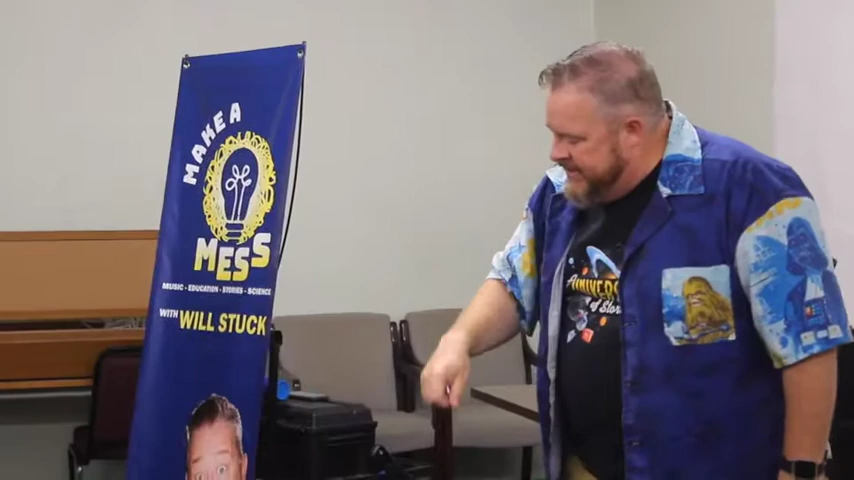 MAKE A
MESS
MUSIC • EDUCATION • STORIES • SCIENCE
WITH WILL STUCK